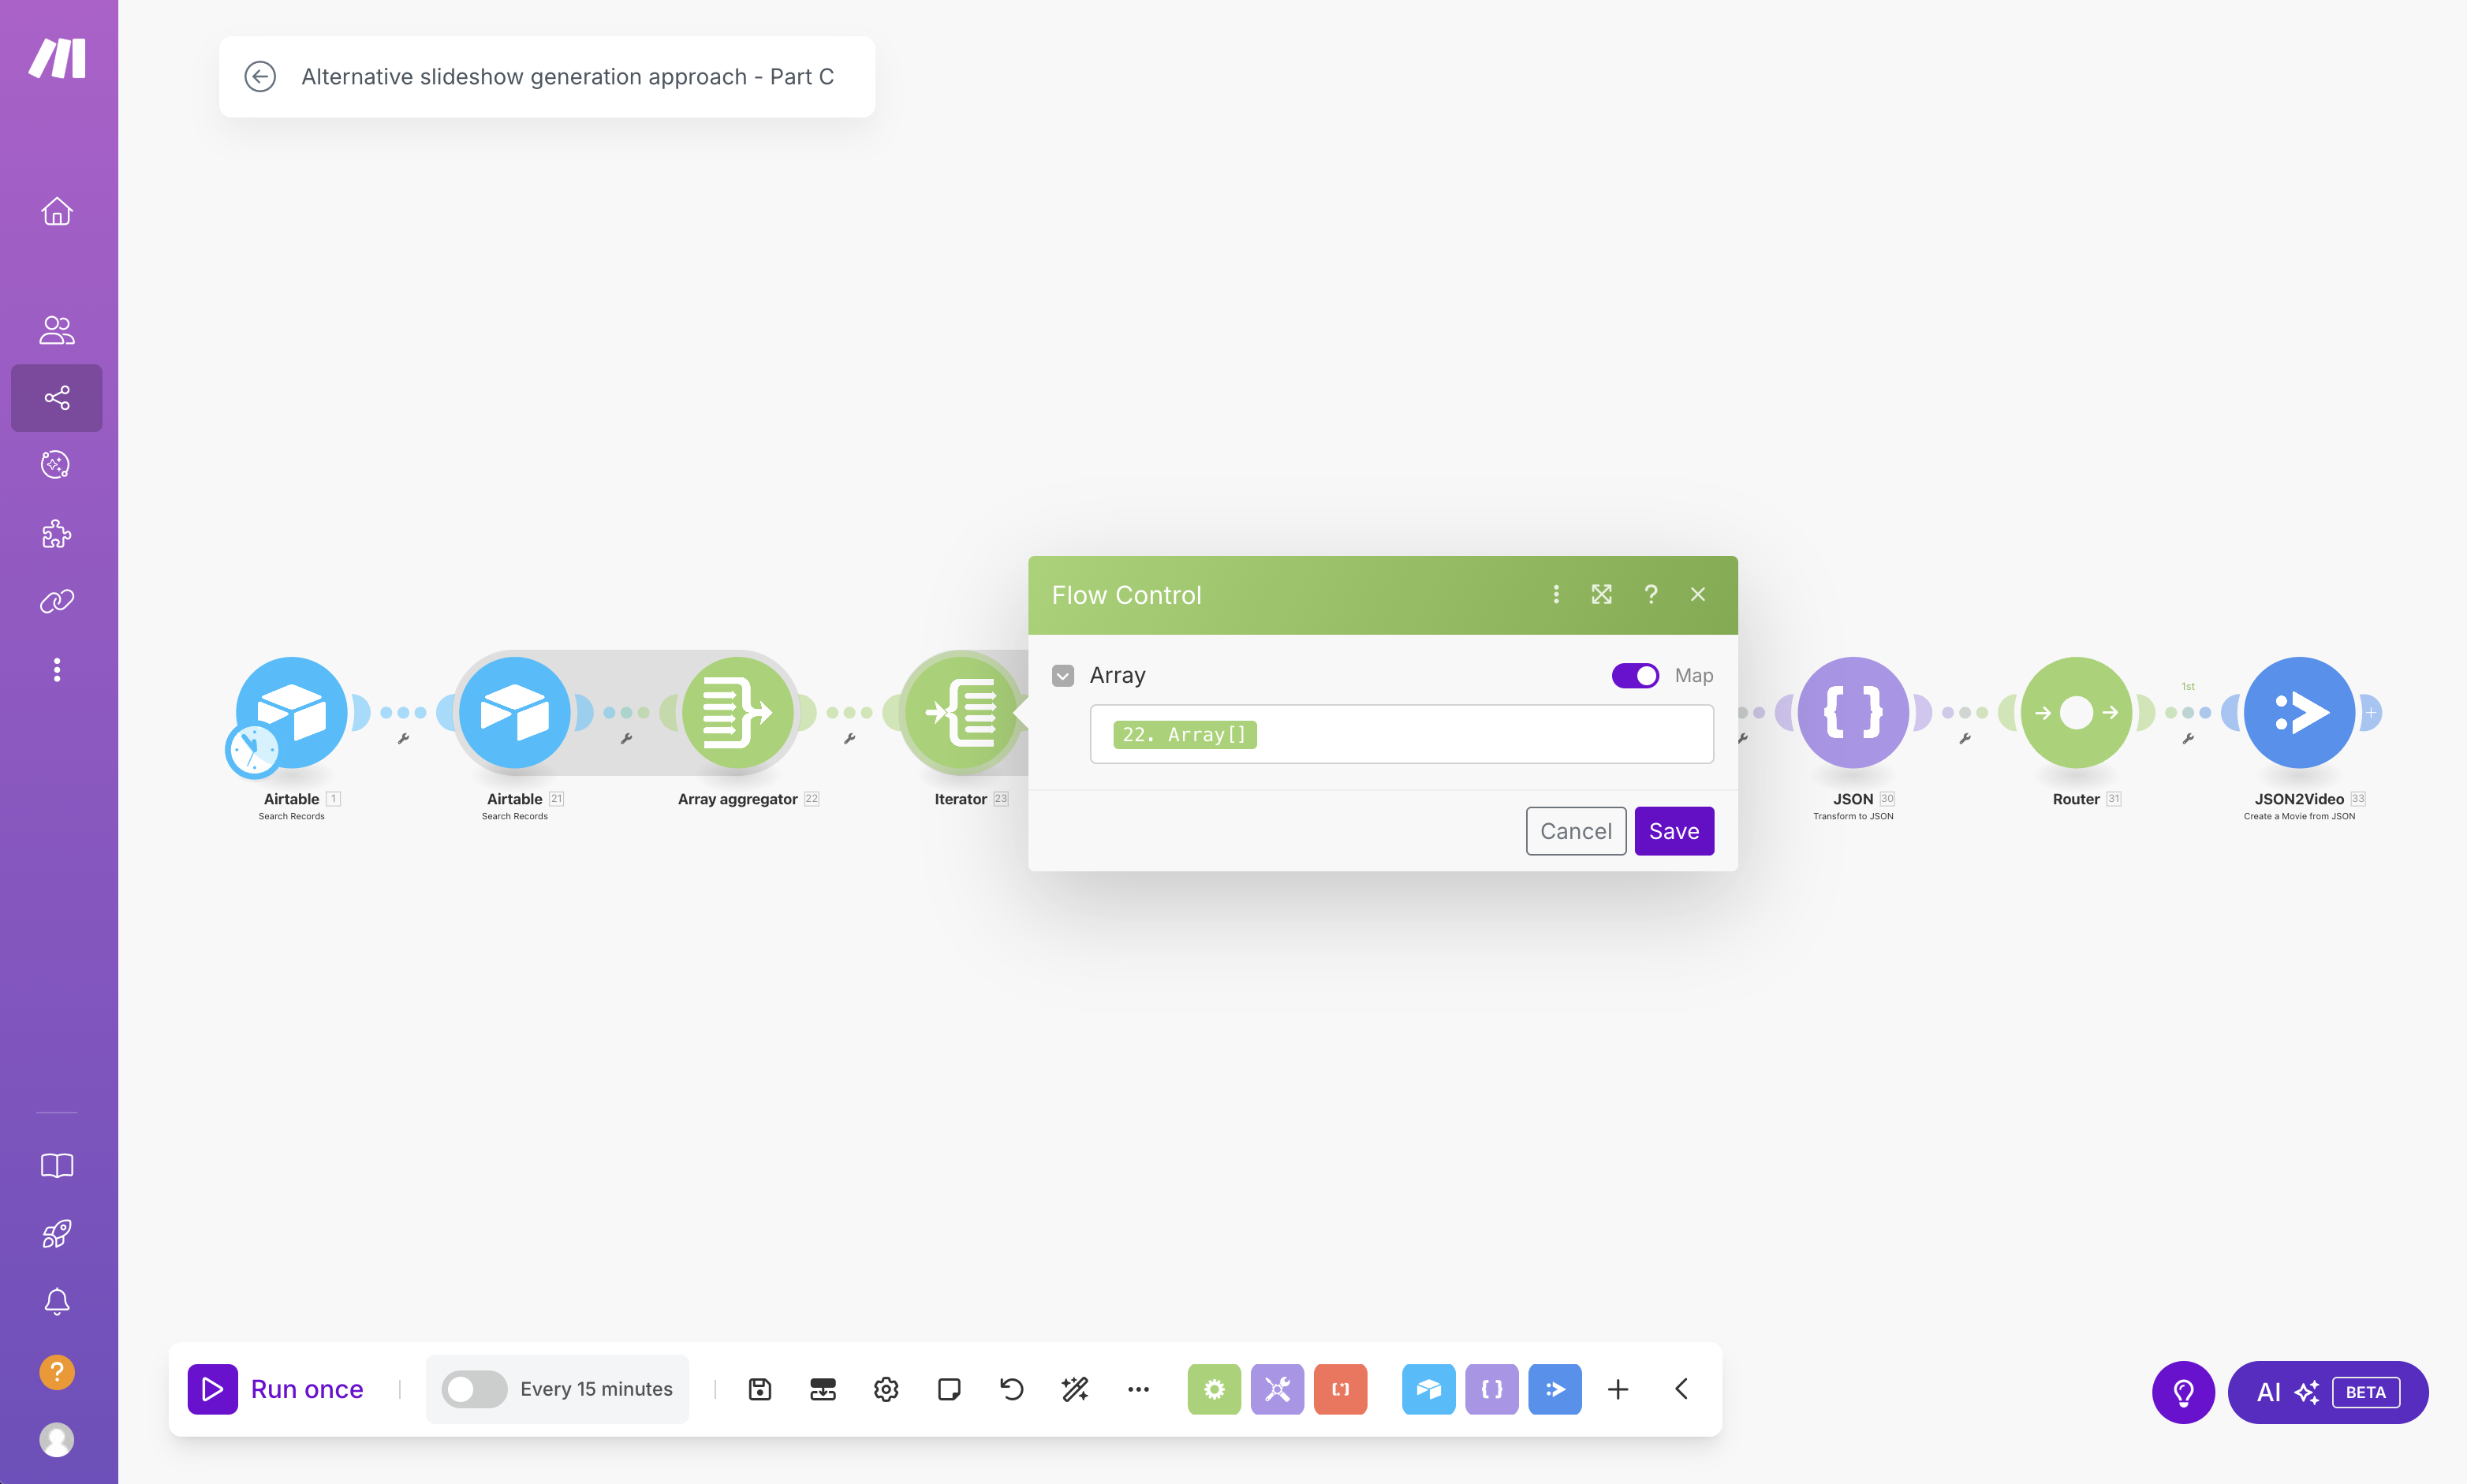 Alternative slideshow generation approach - Part C
Flow Control
?
Array
Map
22. Array[]
Cancel
Save
Airtable 1
Search Records
Airtable 21
Search Records
Array aggregator 22
Iterator 23
JSON 30
Transform to JSON
Router 31
1st
JSON2Video 33
Create a Movie from JSON
?
Run once
Every 15 minutes
AI
BETA